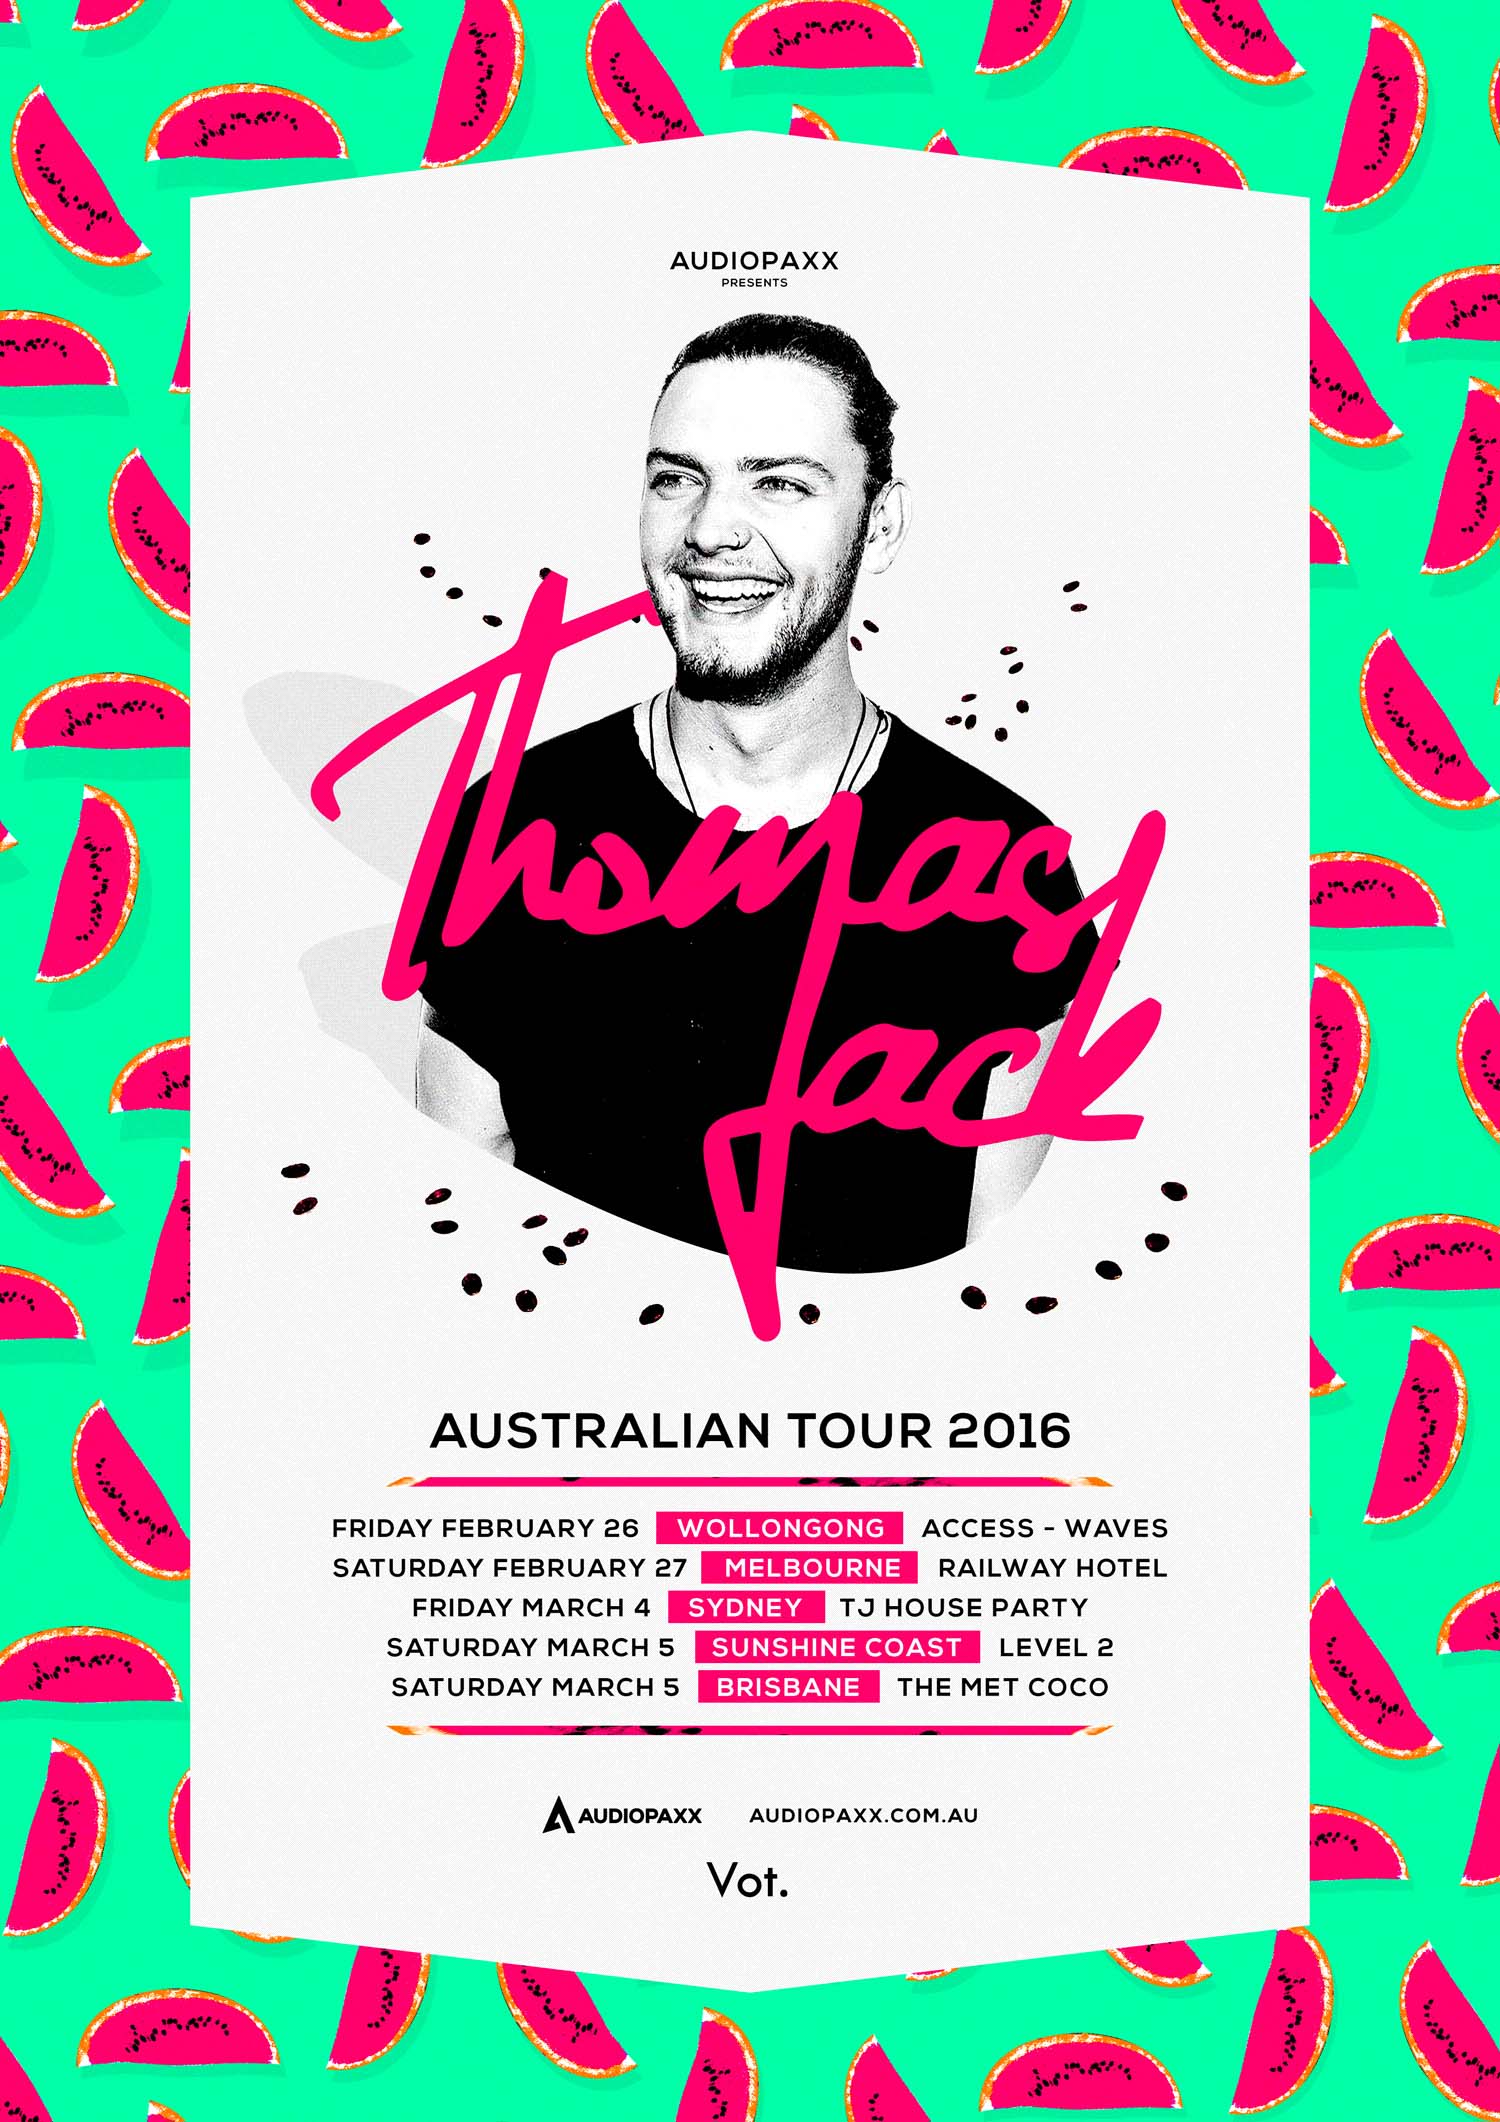 AUDIOPAXX
PRESENTS
Thomas
Jack
AUSTRALIAN TOUR 2016
FRIDAY FEBRUARY 26 WOLLONGONG ACCESS - WAVES
SATURDAY FEBRUARY 27 MELBOURNE RAILWAY HOTEL
FRIDAY MARCH 4 SYDNEY TJ HOUSE PARTY
SATURDAY MARCH 5 SUNSHINE COAST LEVEL 2
SATURDAY MARCH 5 BRISBANE THE MET COCO
AUDIOPAXX AUDIOPAXX.COM.AU
Vot.